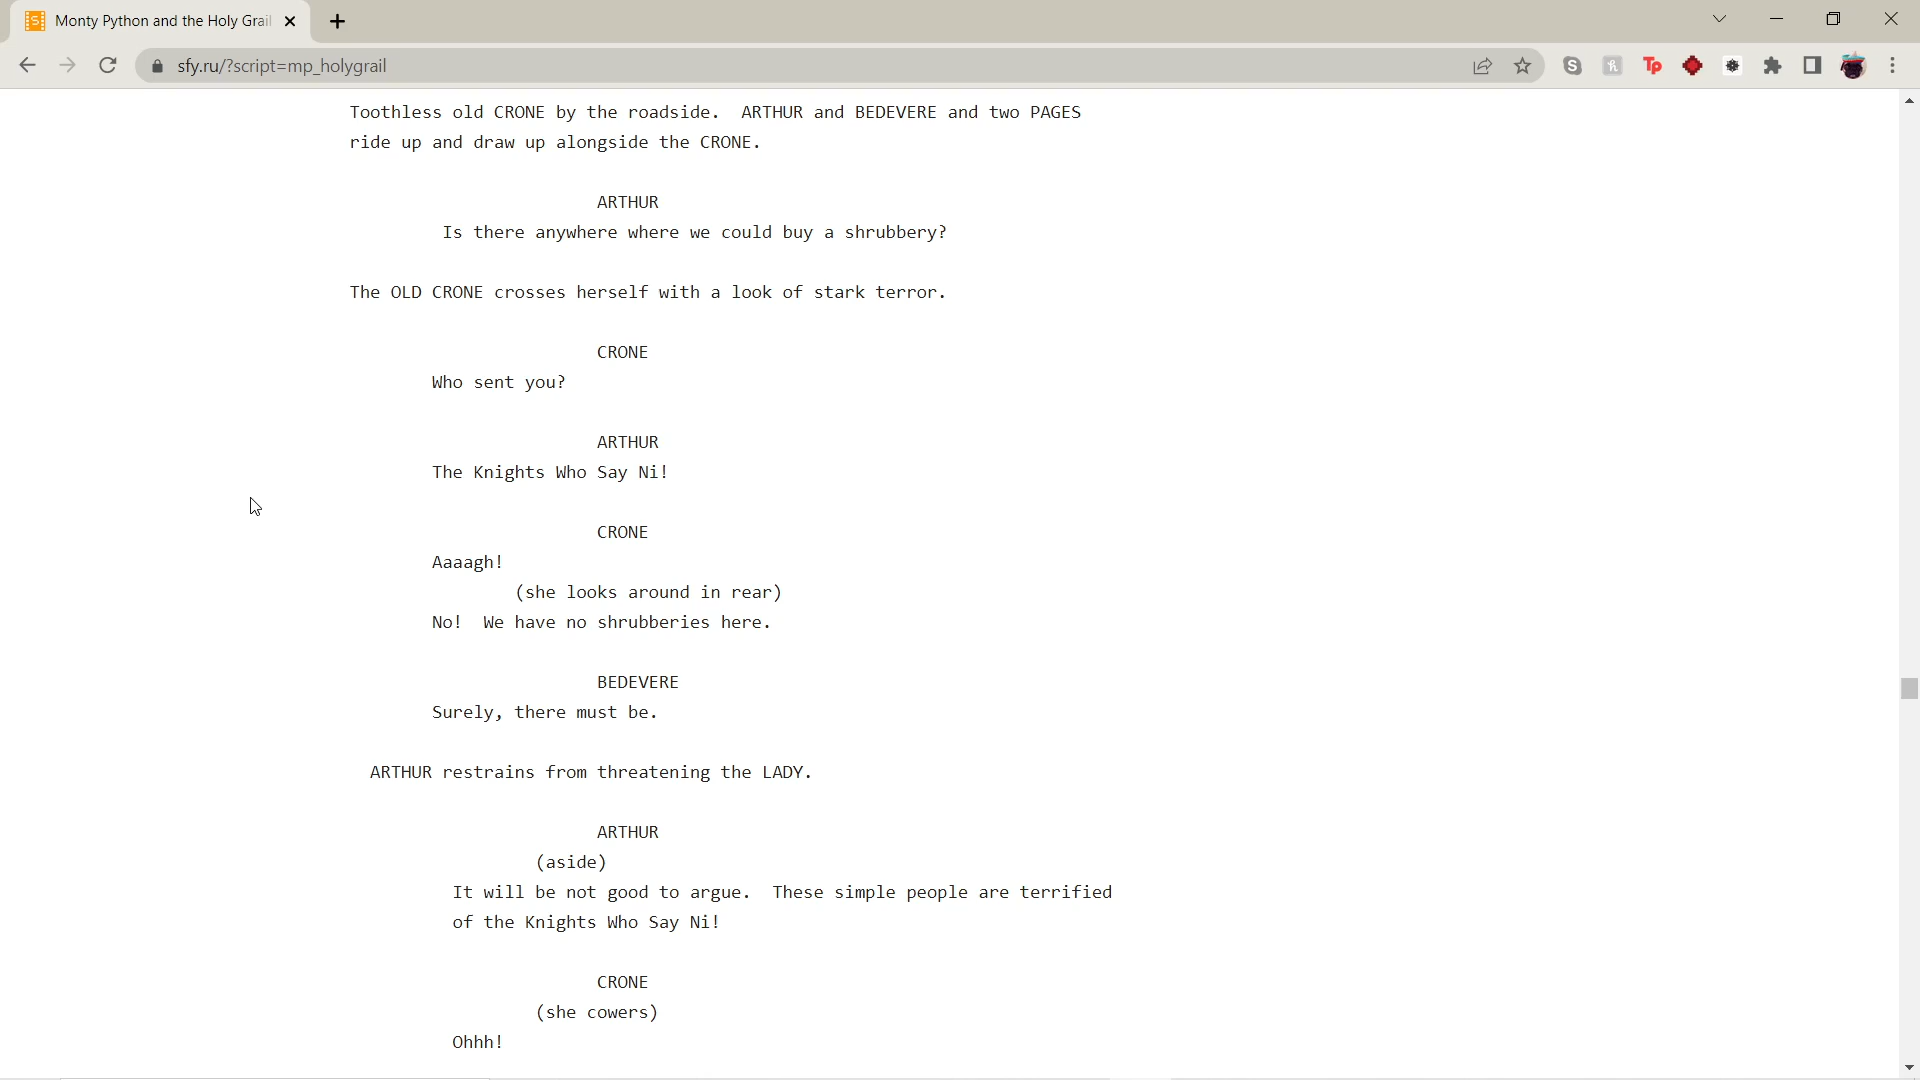 Monty Python and the Holy Grail
sfy.ru/?script=mp_holygrail
Toothless old CRONE by the roadside.  ARTHUR and BEDEVERE and two PAGES
ride up and draw up alongside the CRONE.
ARTHUR
Is there anywhere where we could buy a shrubbery?
The OLD CRONE crosses herself with a look of stark terror.
CRONE
Who sent you?
ARTHUR
The Knights Who Say Ni!
CRONE
Aaaagh!
(she looks around in rear)
No!  We have no shrubberies here.
BEDEVERE
Surely, there must be.
ARTHUR restrains from threatening the LADY.
ARTHUR
(aside)
It will be not good to argue.  These simple people are terrified
of the Knights Who Say Ni!
CRONE
(she cowers)
Ohhh!